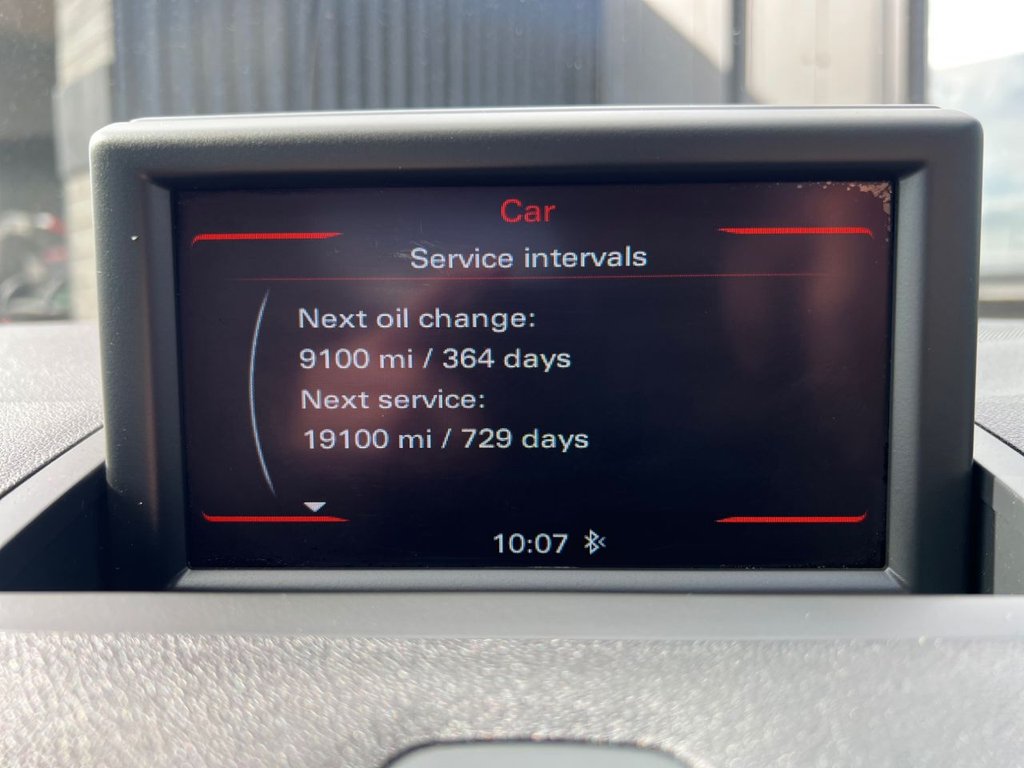 Car
Service intervals
Next oil change:
9100 mi / 364 days
Next service:
19100 mi / 729 days
10:07